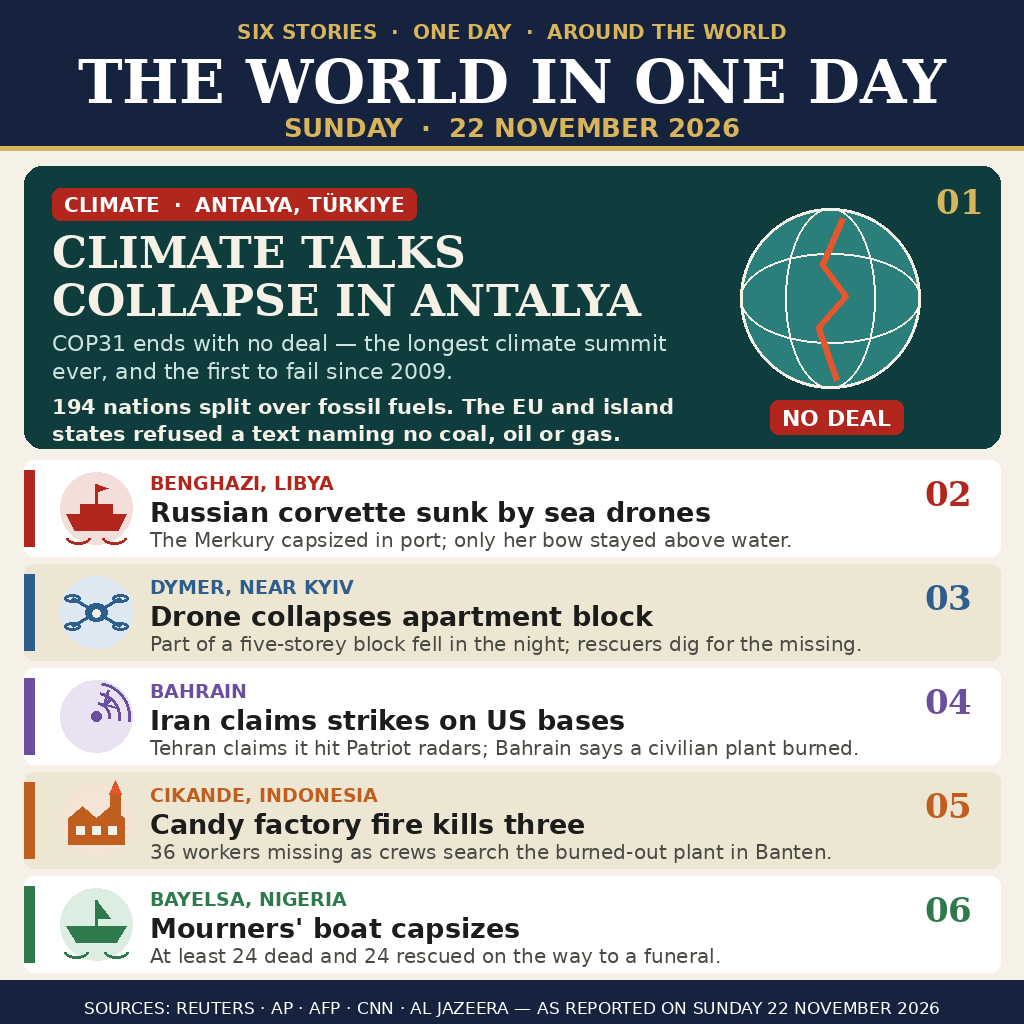 SIX STORIES · ONE DAY · AROUND THE WORLD
THE WORLD IN ONE DAY
SUNDAY · 22 NOVEMBER 2026
CLIMATE · ANTALYA, TÜRKIYE
01
CLIMATE TALKS
COLLAPSE IN ANTALYA
COP31 ends with no deal — the longest climate summit
ever, and the first to fail since 2009.
194 nations split over fossil fuels. The EU and island
states refused a text naming no coal, oil or gas.
NO DEAL
BENGHAZI, LIBYA
02
Russian corvette sunk by sea drones
The Merkury capsized in port; only her bow stayed above water.
DYMER, NEAR KYIV
03
Drone collapses apartment block
Part of a five-storey block fell in the night; rescuers dig for the missing.
BAHRAIN
04
Iran claims strikes on US bases
Tehran claims it hit Patriot radars; Bahrain says a civilian plant burned.
CIKANDE, INDONESIA
05
Candy factory fire kills three
36 workers missing as crews search the burned-out plant in Banten.
BAYELSA, NIGERIA
06
Mourners' boat capsizes
At least 24 dead and 24 rescued on the way to a funeral.
SOURCES: REUTERS · AP · AFP · CNN · AL JAZEERA — AS REPORTED ON SUNDAY 22 NOVEMBER 2026